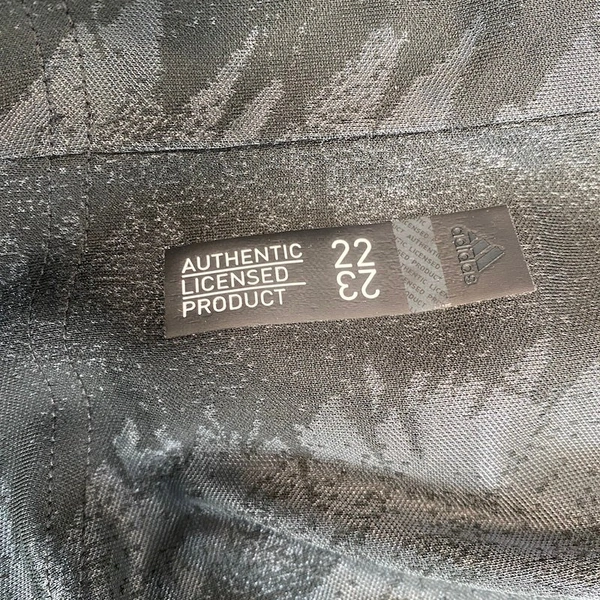 AUTHENTIC
LICENSED
PRODUCT
22
23
adidas